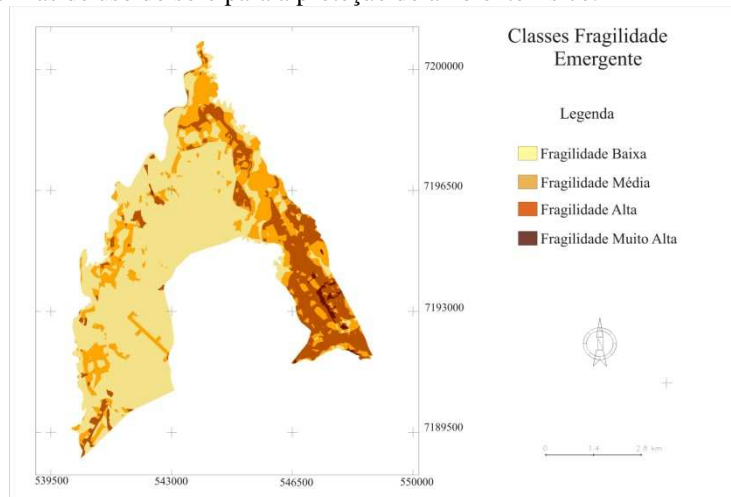 Classes Fragilidade
Emergente
Legenda
Fragilidade Baixa
Fragilidade Média
Fragilidade Alta
Fragilidade Muito Alta
7200000
7196500
7193000
7189500
539500 543000 546500 550000
0 1.4 2.8 km